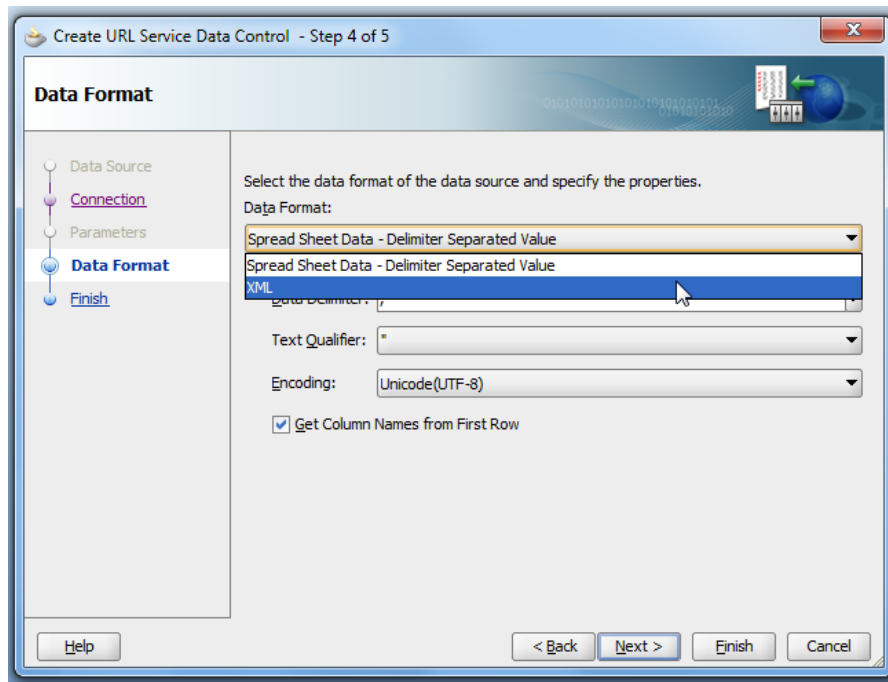 Create URL Service Data Control - Step 4 of 5
Data Format
Data Source
Connection
Parameters
Data Format
Finish
Select the data format of the data source and specify the properties.
Data Format:
Spread Sheet Data - Delimiter Separated Value
Spread Sheet Data - Delimiter Separated Value
XML
Data Delimiter: ,
Text Qualifier: "
Encoding: Unicode(UTF-8)
Get Column Names from First Row
Help
< Back
Next >
Finish
Cancel